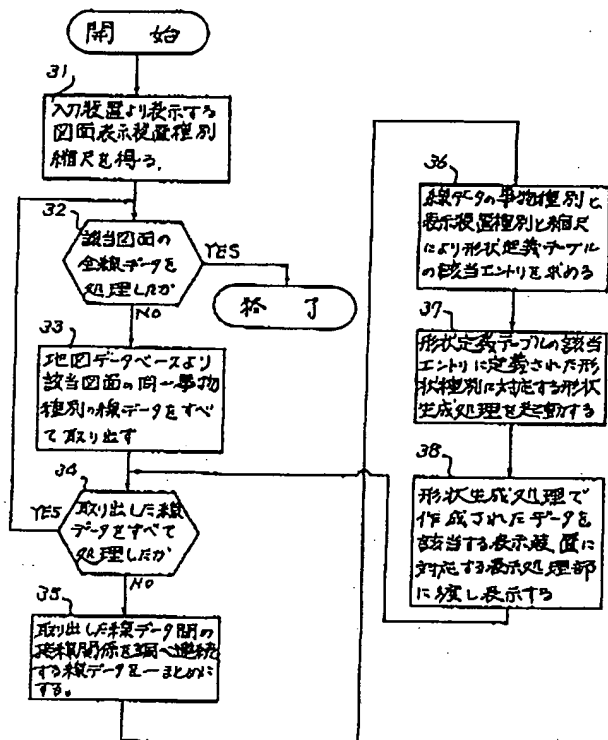 開 始
31
入力装置より表示する
図面表示装置種別
縮尺を得る。
32
該当図面の
全線データを
処理したか
YES
終 了
NO
33
地図データベースより
該当図面の同一事物
種別の線データをすべ
て取り出す
34
YES
取り出した線
データをすべて
処理したか
NO
35
取り出した線データ間の
接線関係を調べ連続
する線データを一まとめに
する。
36
線データの事物種別と
表示装置種別と縮尺
により形状定義テーブル
の該当エントリを求める
37
形状定義テーブルの該当
エントリに定義された形
状種別に対応する形状
生成処理を起動する
38
形状生成処理で
作成されたデータを
該当する表示装置に
対応する表示処理部
に渡し表示する